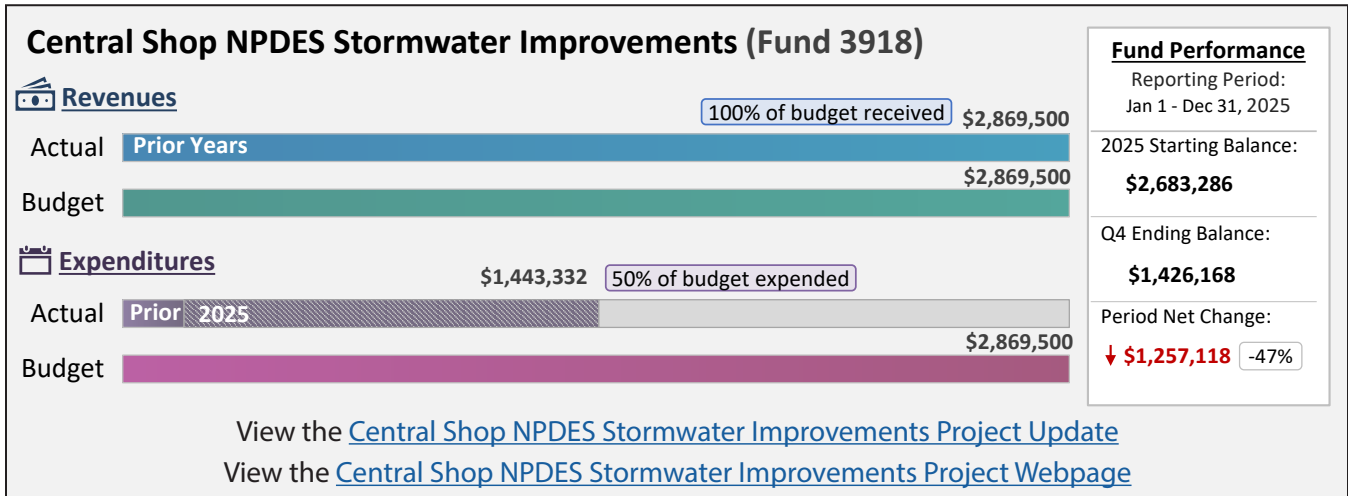 Central Shop NPDES Stormwater Improvements (Fund 3918)
Revenues
100% of budget received $2,869,500
Actual Prior Years
$2,869,500
Budget
Expenditures
$1,443,332 50% of budget expended
Actual Prior 2025
$2,869,500
Budget
Fund Performance
Reporting Period:
Jan 1 - Dec 31, 2025
2025 Starting Balance:
$2,683,286
Q4 Ending Balance:
$1,426,168
Period Net Change:
↓ $1,257,118 -47%
View the Central Shop NPDES Stormwater Improvements Project Update
View the Central Shop NPDES Stormwater Improvements Project Webpage